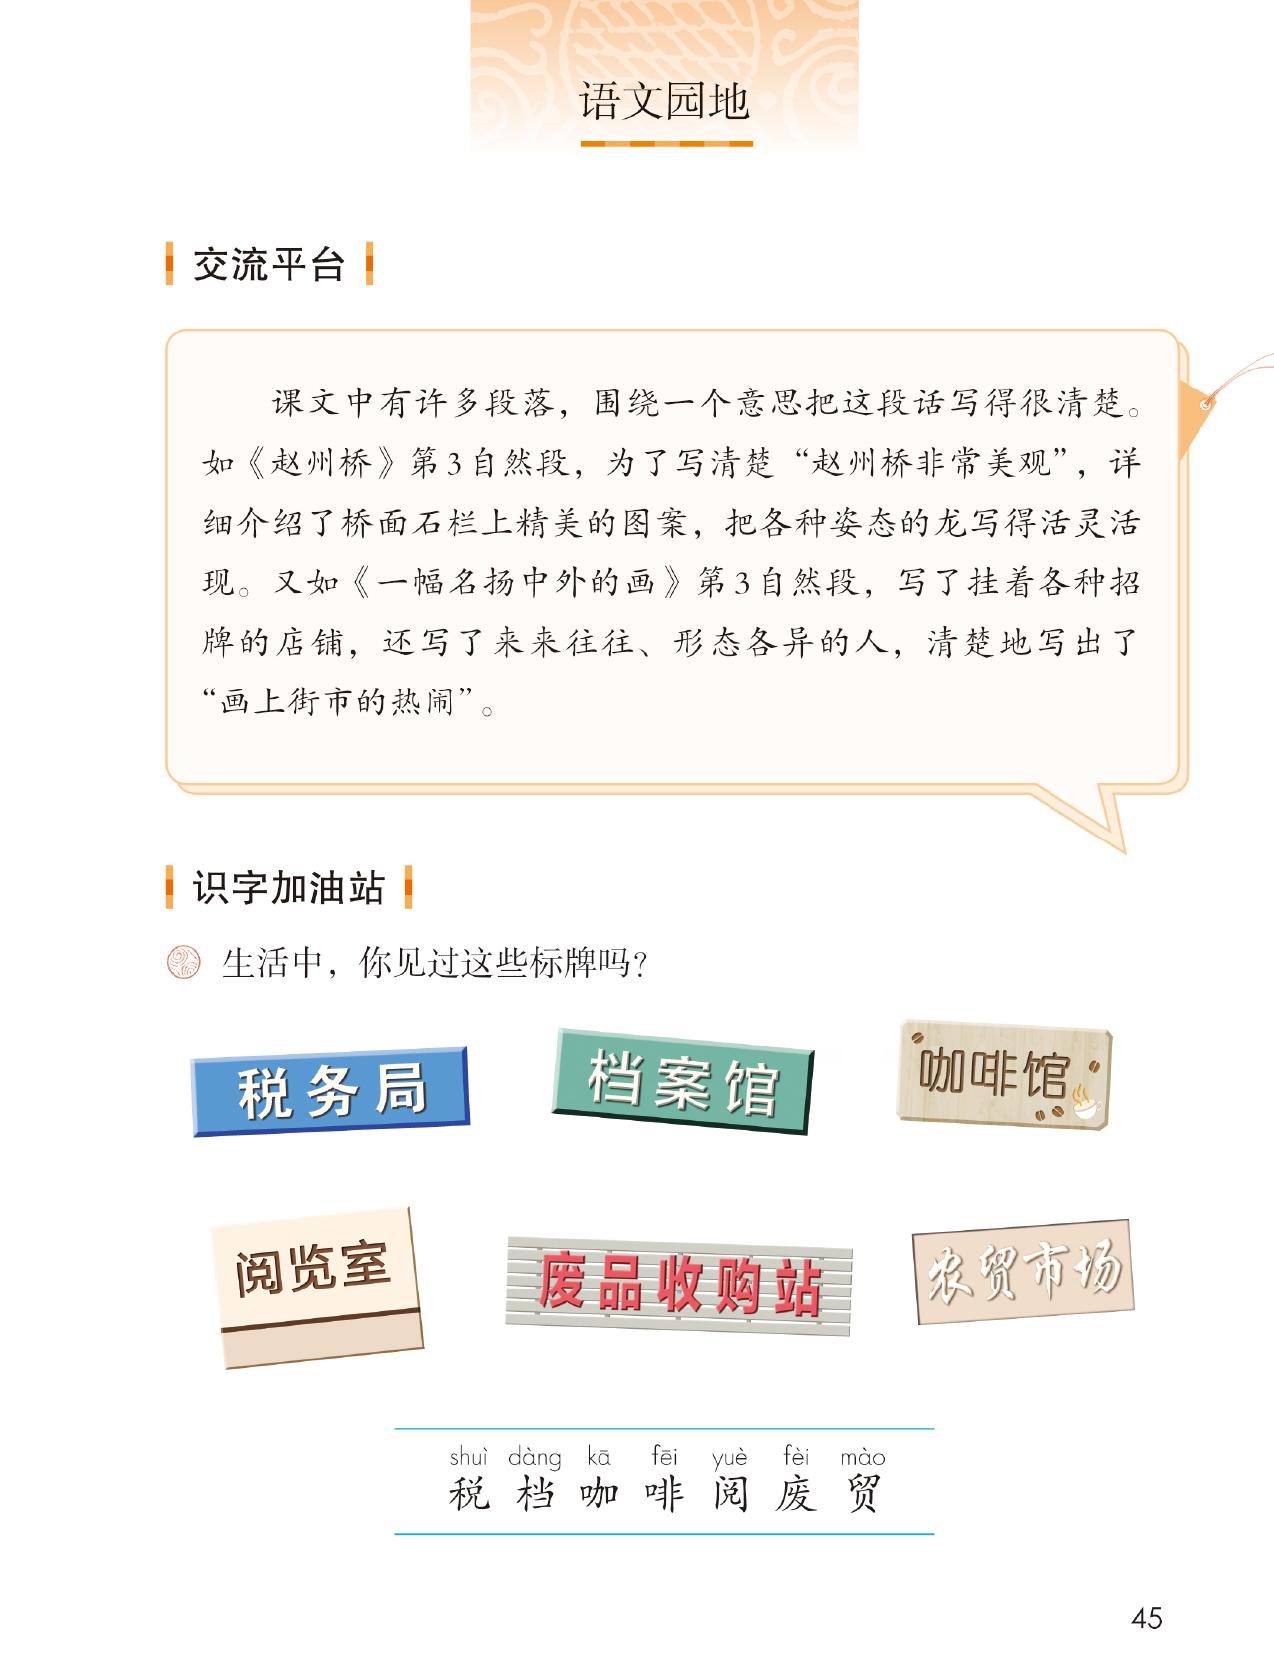 语文园地
交流平台
课文中有许多段落，围绕一个意思把这段话写得很清楚。
如《赵州桥》第3自然段，为了写清楚“赵州桥非常美观”，详
细介绍了桥面石栏上精美的图案，把各种姿态的龙写得活灵活
现。又如《一幅名扬中外的画》第3自然段，写了挂着各种招
牌的店铺，还写了来来往往、形态各异的人，清楚地写出了
“画上街市的热闹”。
识字加油站
生活中，你见过这些标牌吗？
税务局
档案馆
咖啡馆
阅览室
废品收购站
农贸市场
shuì dàng kā fēi yuè fèi mào
税 档 咖 啡 阅 废 贸
45